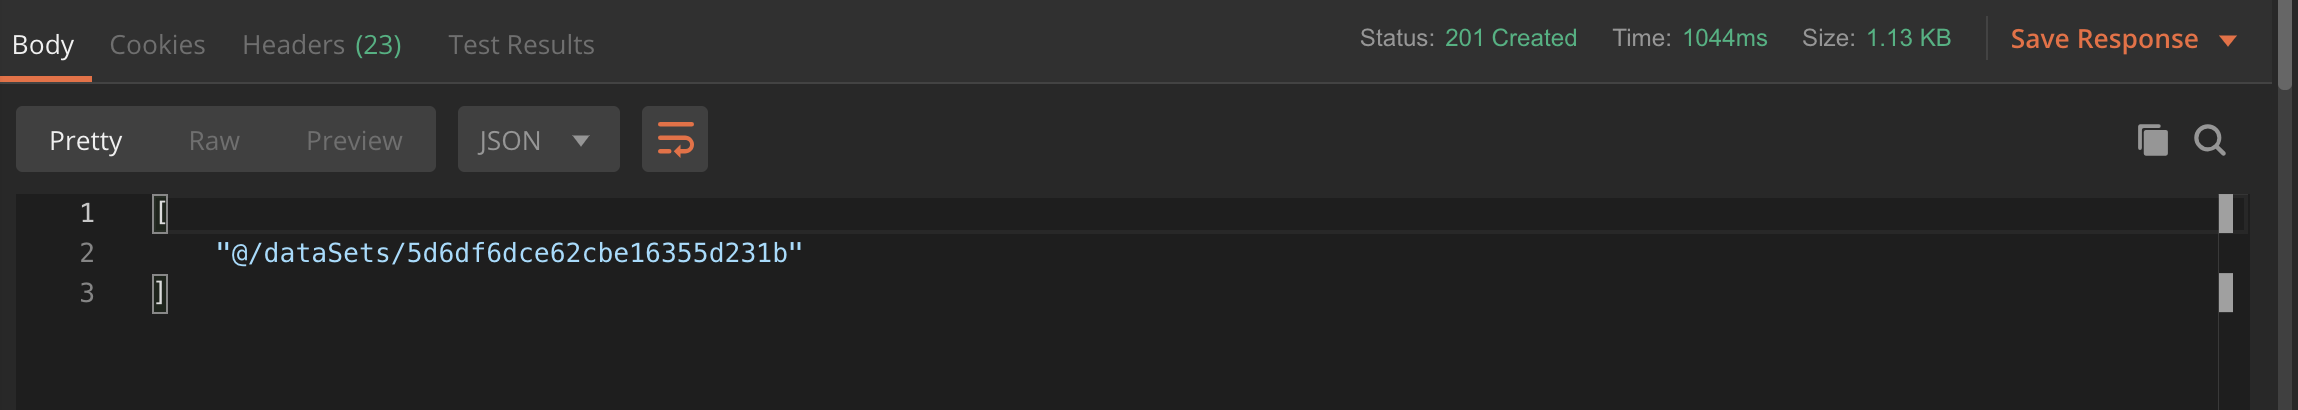 Body Cookies Headers (23) Test Results Status: 201 Created Time: 1044ms Size: 1.13 KB Save Response
Pretty Raw Preview JSON
1 [
2 "@/dataSets/5d6df6dce62cbe16355d231b"
3 ]